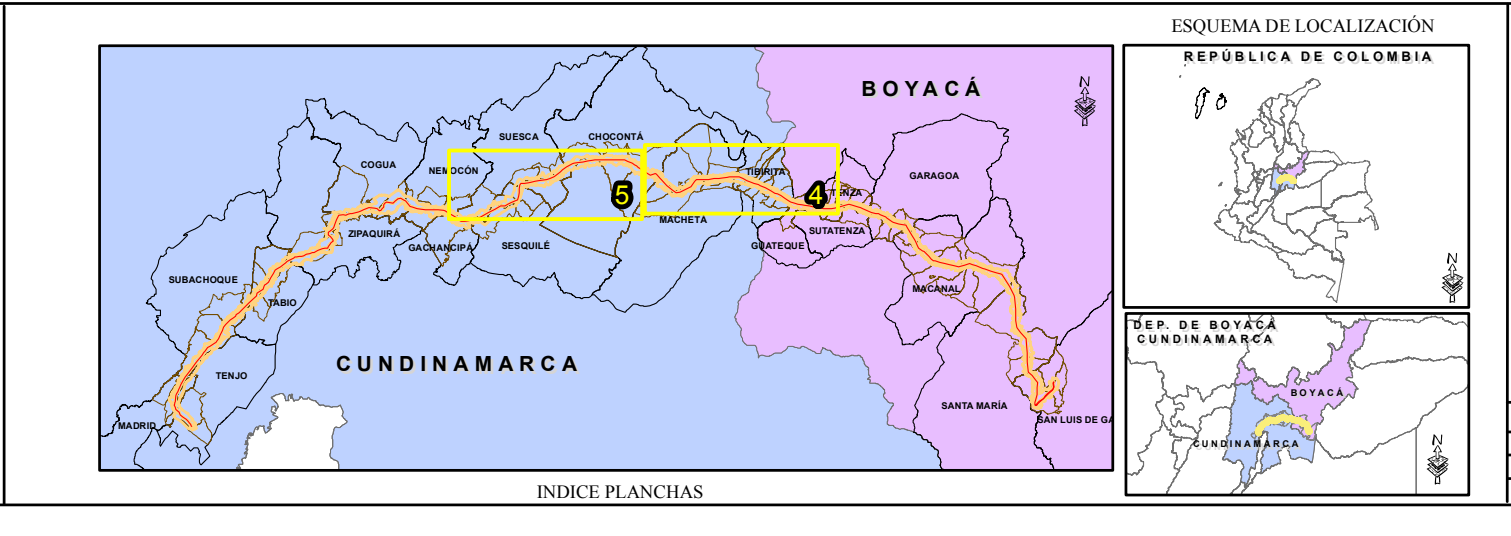 ESQUEMA DE LOCALIZACIÓN
REPÚBLICA DE COLOMBIA
N
BOYACÁ
N
SUESCA
CHOCONTÁ
COGUA
NEMOCÓN
TIBIRITA
GARAGOA
5
4
TENZA
MACHETA
ZIPAQUIRÁ
GACHANCIPÁ
SESQUILÉ
GUATEQUE
SUTATENZA
SUBACHOQUE
TABIO
MACANAL
N
CUNDINAMARCA
TENJO
MADRID
SANTA MARÍA
SAN LUIS DE GA
DEP. DE BOYACÁ
CUNDINAMARCA
BOYACÁ
CUNDINAMARCA
N
INDICE PLANCHAS